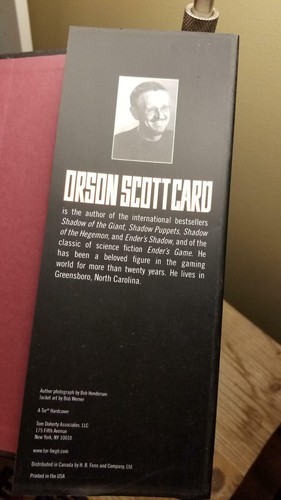 ORSON SCOTT CARD
is the author of the international bestsellers
Shadow of the Giant, Shadow Puppets, Shadow
of the Hegemon, and Ender's Shadow, and of the
classic of science fiction Ender's Game. He
has been a beloved figure in the gaming
world for more than twenty years. He lives in
Greensboro, North Carolina.
Author photograph by Bob Henderson
Jacket art by Bob Warner
A Tor® Hardcover
Tom Doherty Associates, LLC
175 Fifth Avenue
New York, NY 10010
www.tor-forge.com
Distributed in Canada by H. B. Fenn and Company, Ltd.
Printed in the USA